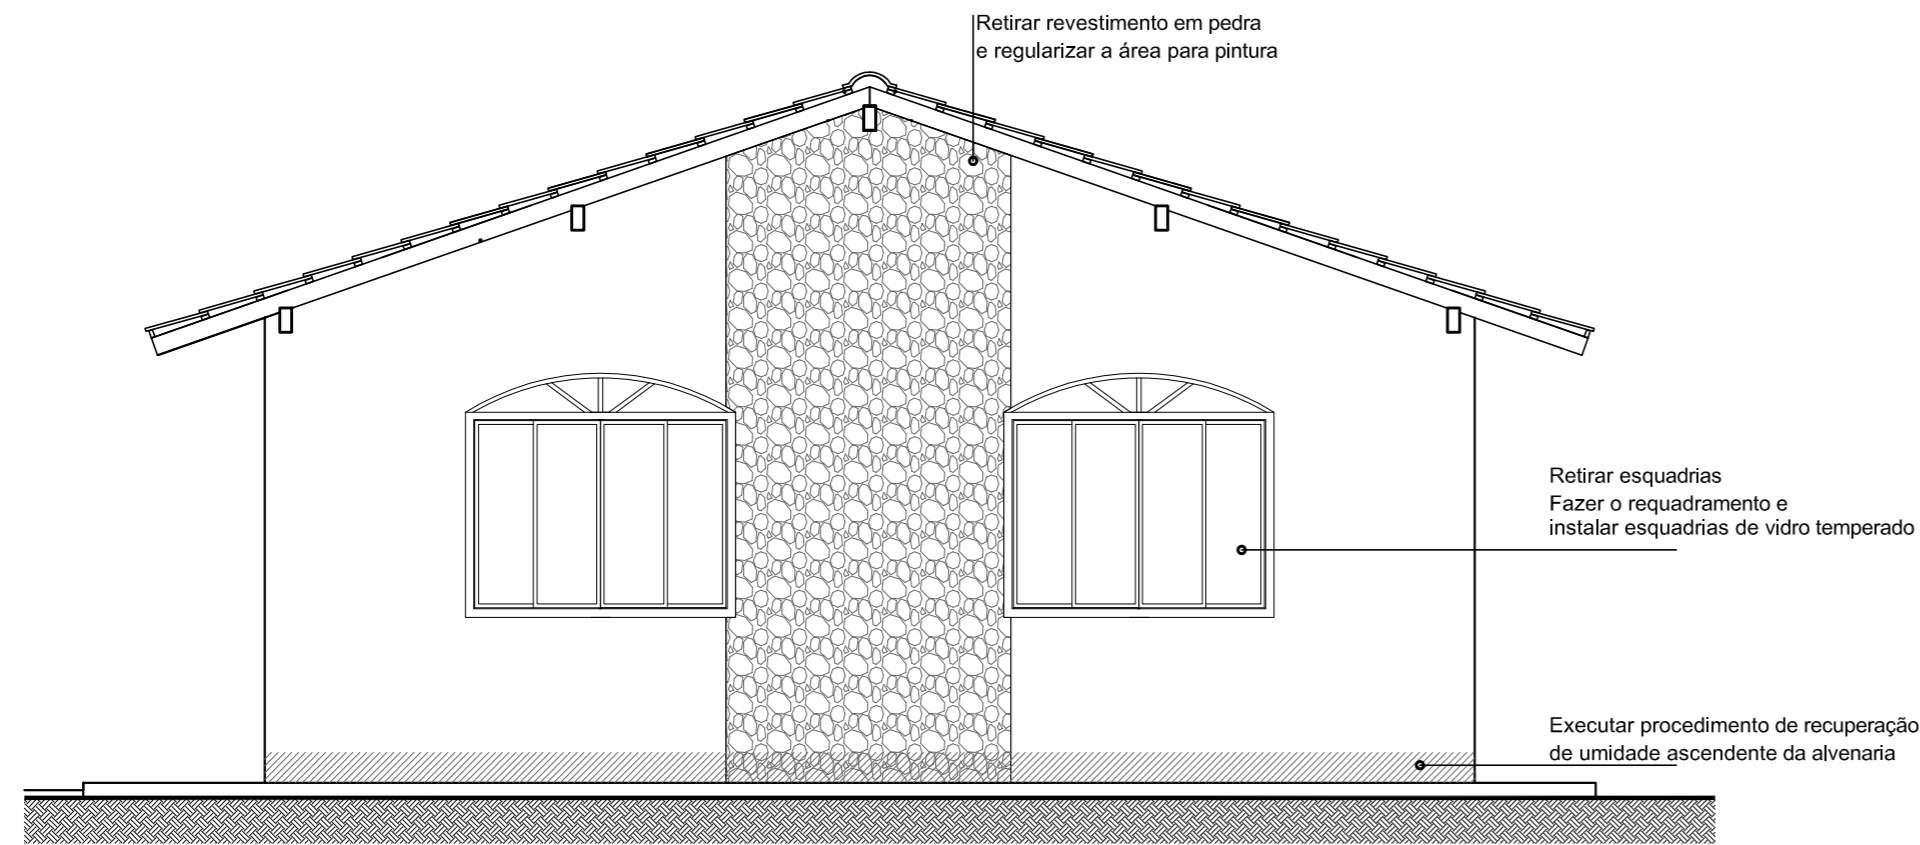 Retirar revestimento em pedra
e regularizar a área para pintura
Retirar esquadrias
Fazer o requadramento e
instalar esquadrias de vidro temperado
Executar procedimento de recuperação
de umidade ascendente da alvenaria